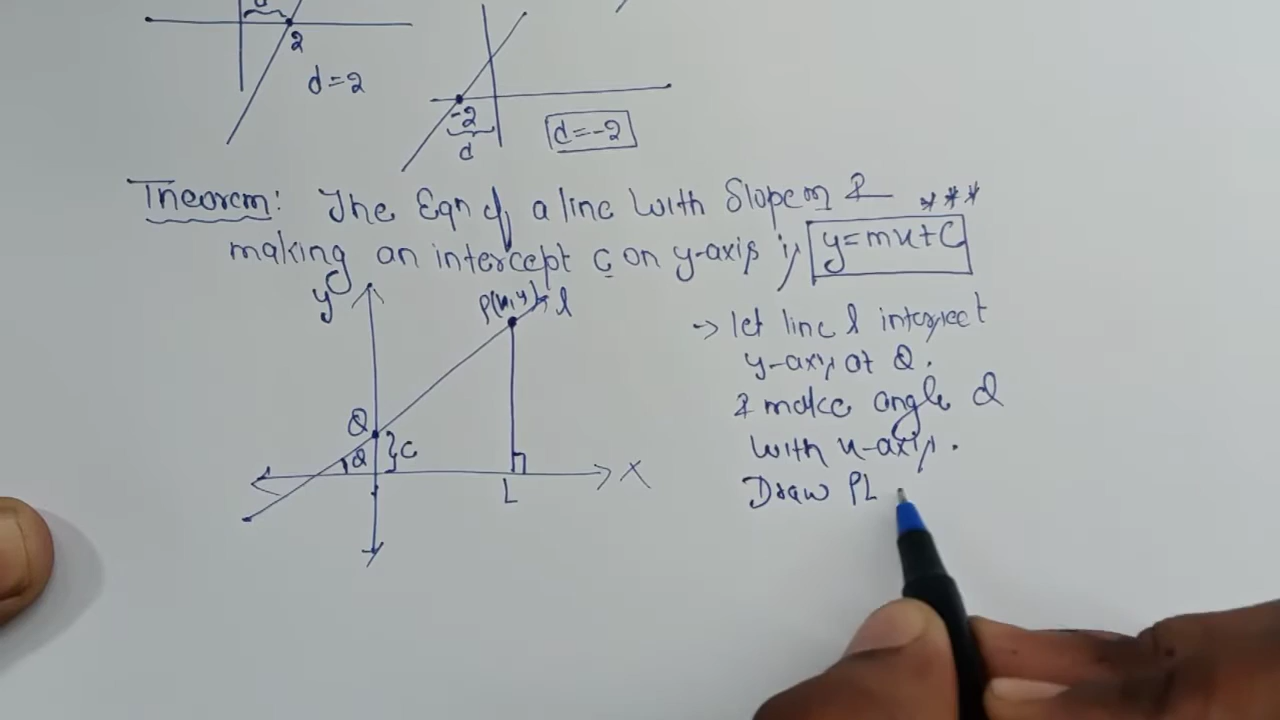 d
2
d=2
-2
d
d=-2
Theorem: The Eqn of a line with Slope m & ***
making an intercept c on y-axis is y=mx+c
y
P(x,y) l
→ let line l intersect
y-axis at Q.
& make angle α
with x-axis.
Draw PL
Q
α
c
L
X